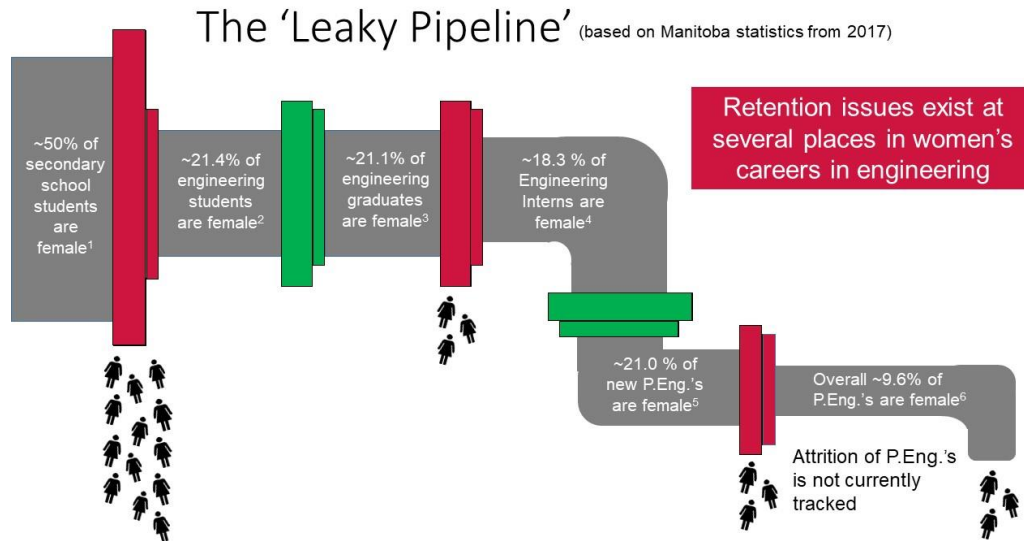 The ‘Leaky Pipeline’ (based on Manitoba statistics from 2017)
Retention issues exist at
several places in women’s
careers in engineering
~50% of
secondary
school
students
are
female1
~21.4% of
engineering
students
are female2
~21.1% of
engineering
graduates
are female3
~18.3 % of
Engineering
Interns are
female4
~21.0 % of
new P.Eng.’s
are female5
Overall ~9.6% of
P.Eng.’s are female6
Attrition of P.Eng.’s
is not currently
tracked